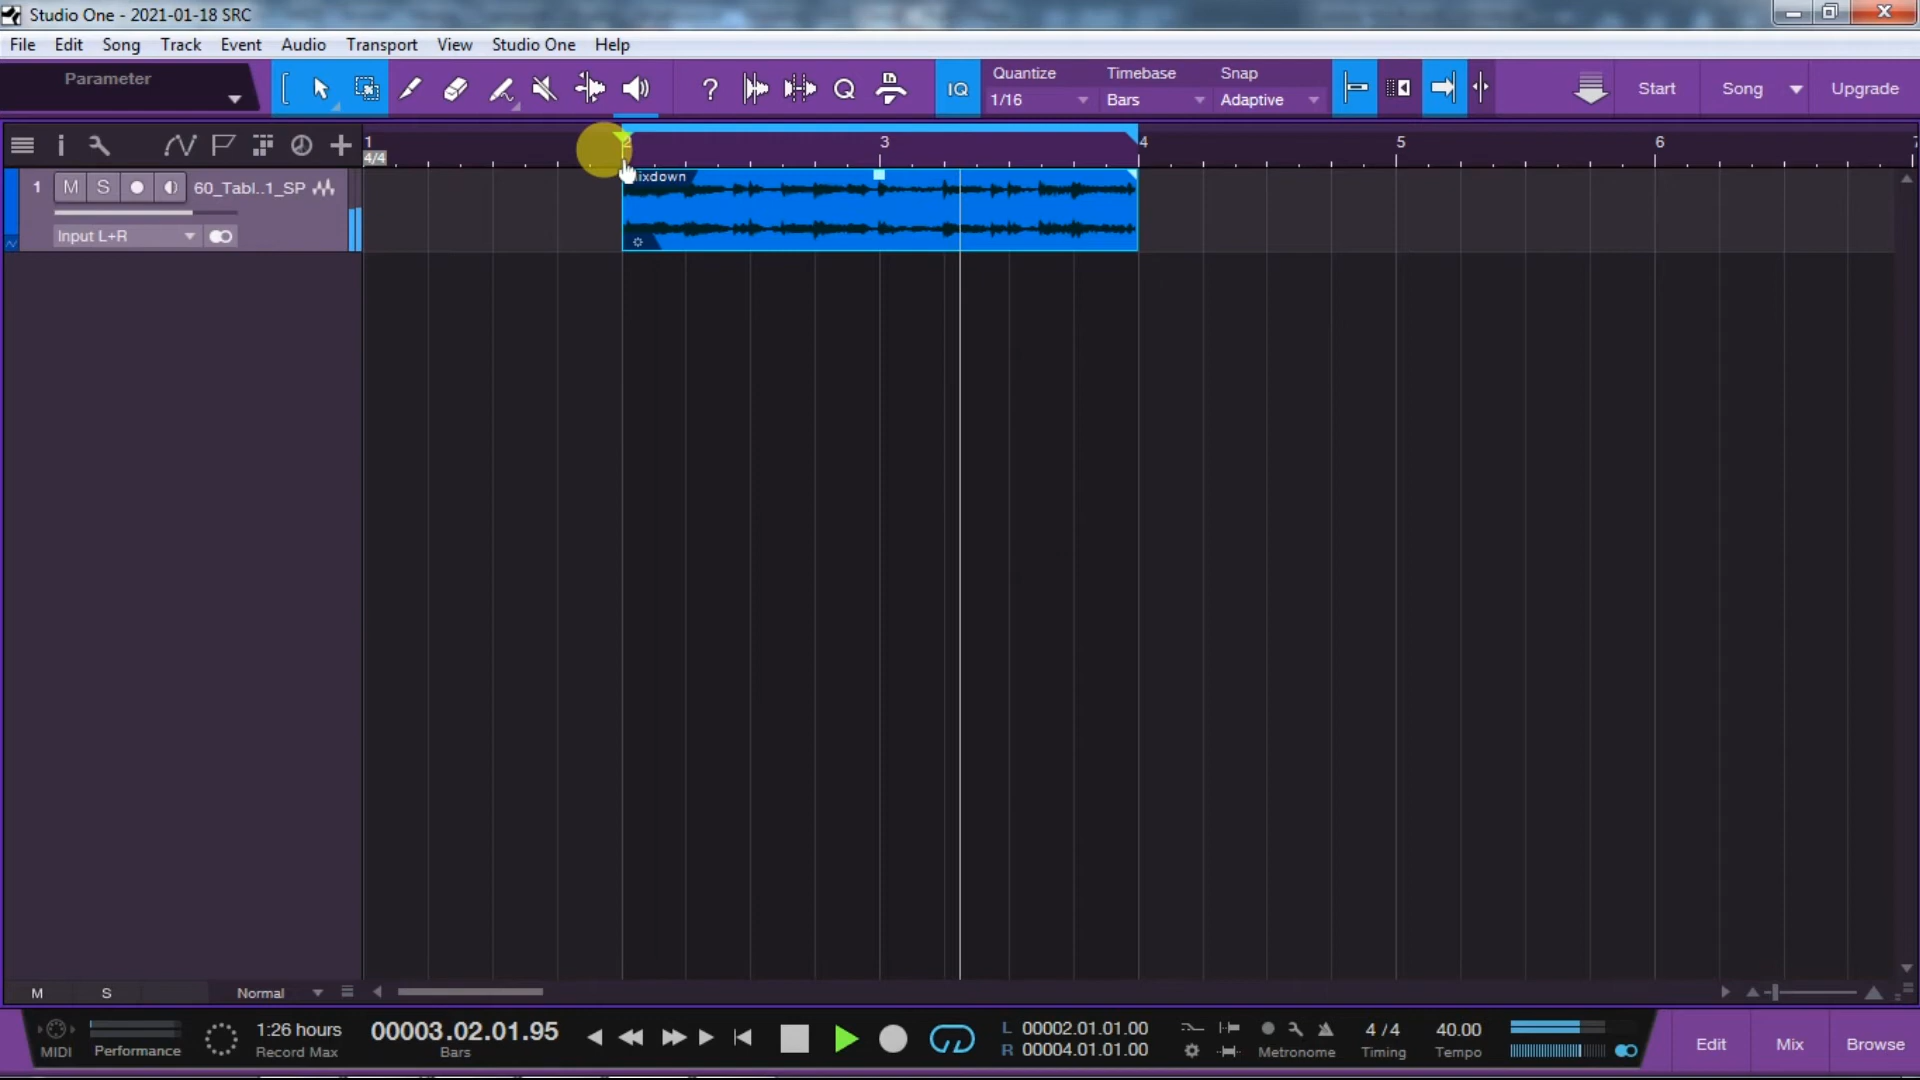 Studio One - 2021-01-18 SRC
File Edit Song Track Event Audio Transport View Studio One Help
Parameter
? Q IQ
Quantize Timebase Snap
1/16 Bars Adaptive
Start Song Upgrade
1 2 3 4 5 6
4/4
1 M S 60_Tabl..1_SP
Input L+R
ixdown
M S Normal
MIDI
Performance
1:26 hours
Record Max
00003.02.01.95
Bars
L 00002.01.01.00
R 00004.01.01.00
Metronome
4 / 4
Timing
40.00
Tempo
Edit Mix Browse